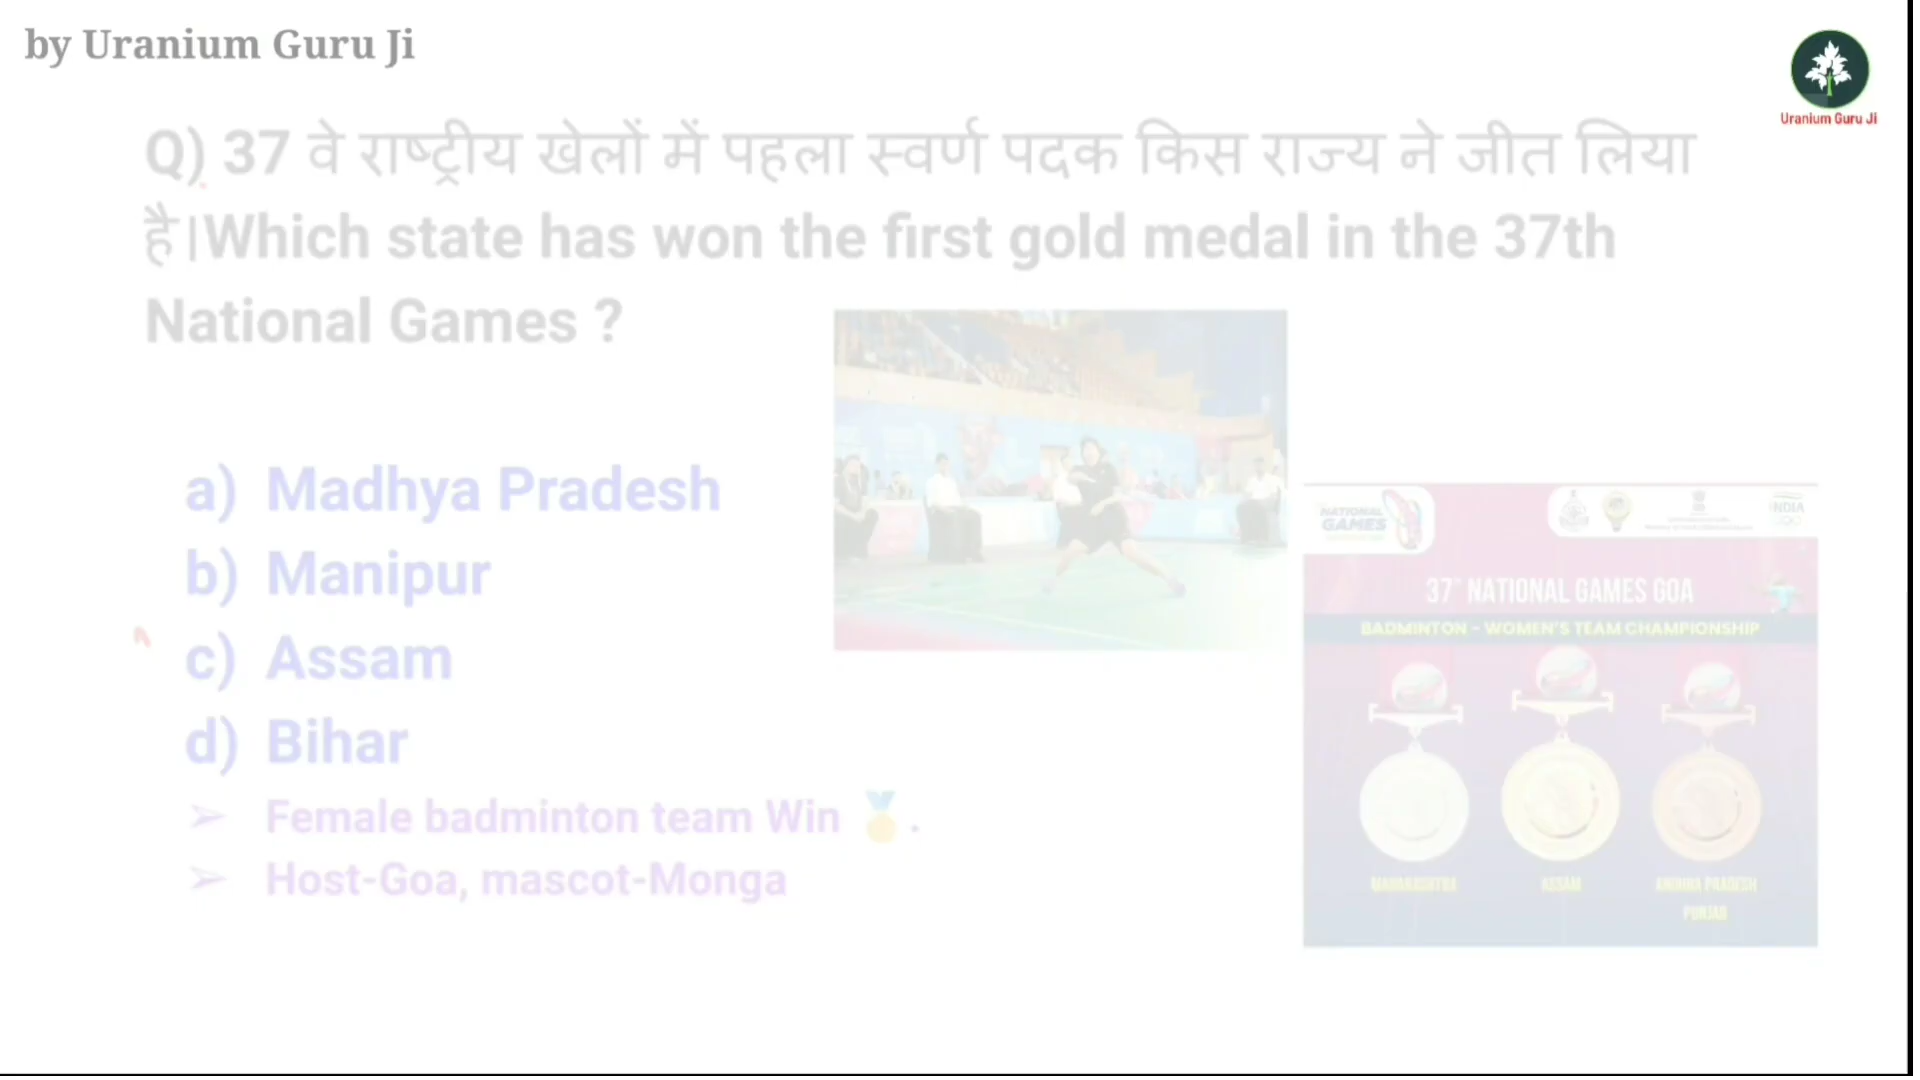 by Uranium Guru Ji
Uranium Guru Ji
Q) 37 वे राष्ट्रीय खेलों में पहला स्वर्ण पदक किस राज्य ने जीत लिया
है|Which state has won the first gold medal in the 37th
National Games ?
a) Madhya Pradesh
b) Manipur
c) Assam
d) Bihar
➢ Female badminton team Win 🏅.
➢ Host-Goa, mascot-Monga
NATIONAL
GAMES
INDIA
37th NATIONAL GAMES GOA
BADMINTON - WOMEN'S TEAM CHAMPIONSHIP
MAHARASHTRA
ASSAM
ANDHRA PRADESH
PUNJAB